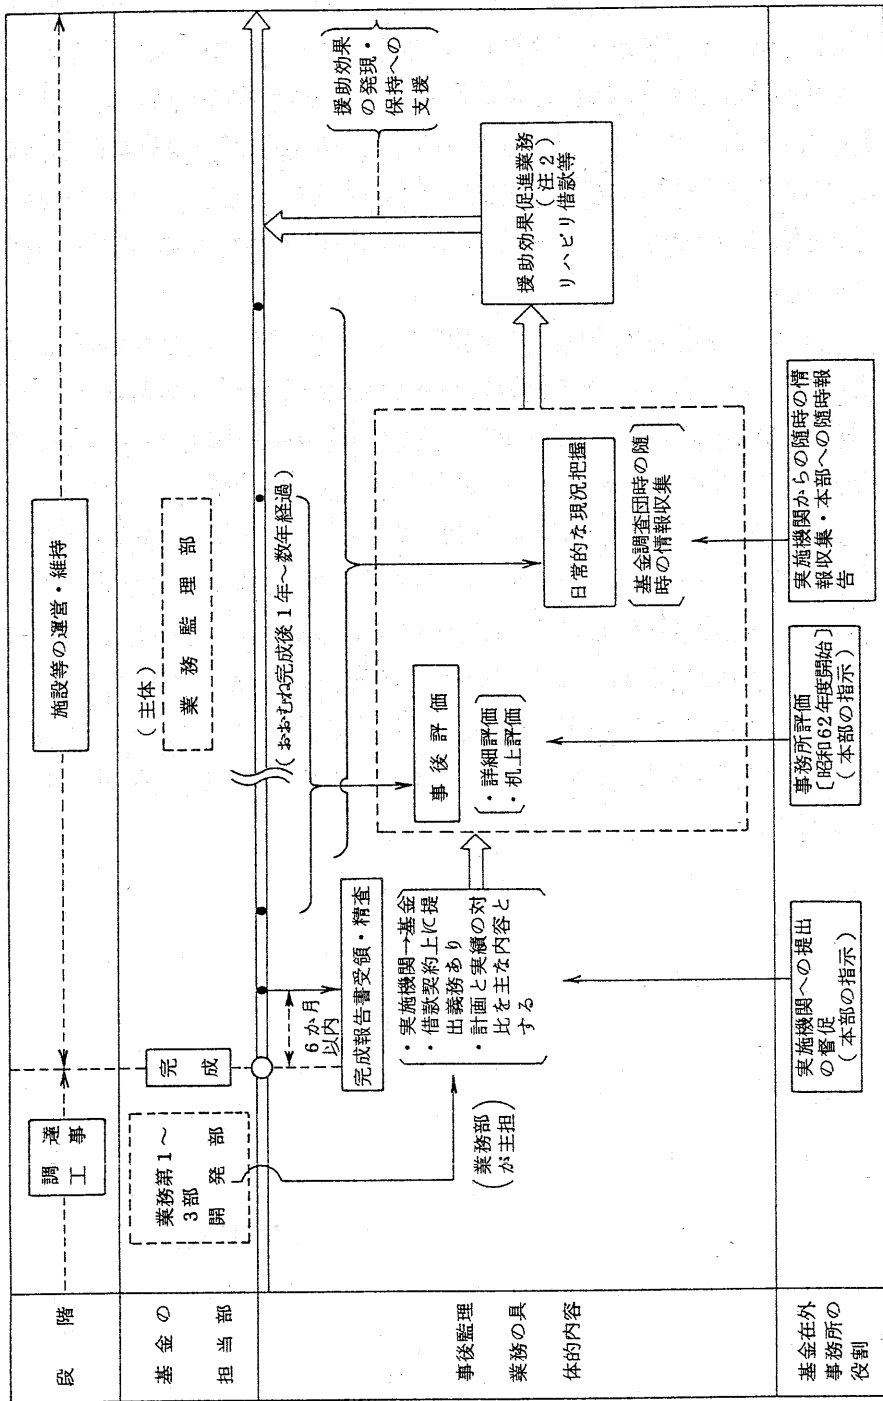 段階
調達
工事
施設等の運営・維持
基金の
担当部
業務第1～
3部
開発部
完成
(主体)
業務監理部
事後監理
業務の具
体的内容
6か月
以内
(おおむね完成後1年～数年経過)
援助効果
の発現・
保持への
支援
完成報告書受領・精査
・実施機関→基金
・借款契約上に提
出義務あり
・計画と実績の対
比を主な内容と
する
(業務部
が主担)
事後評価
・詳細評価
・机上評価
日常的な現況把握
基金調査団時の随
時の情報収集
援助効果促進業務
(注2)
リハビリ借款等
基金在外
事務所の
役割
実施機関への提出
の督促
(本部の指示)
事務所評価
〔昭和62年度開始〕
(本部の指示)
実施機関からの随時の情
報収集・本部への随時報
告